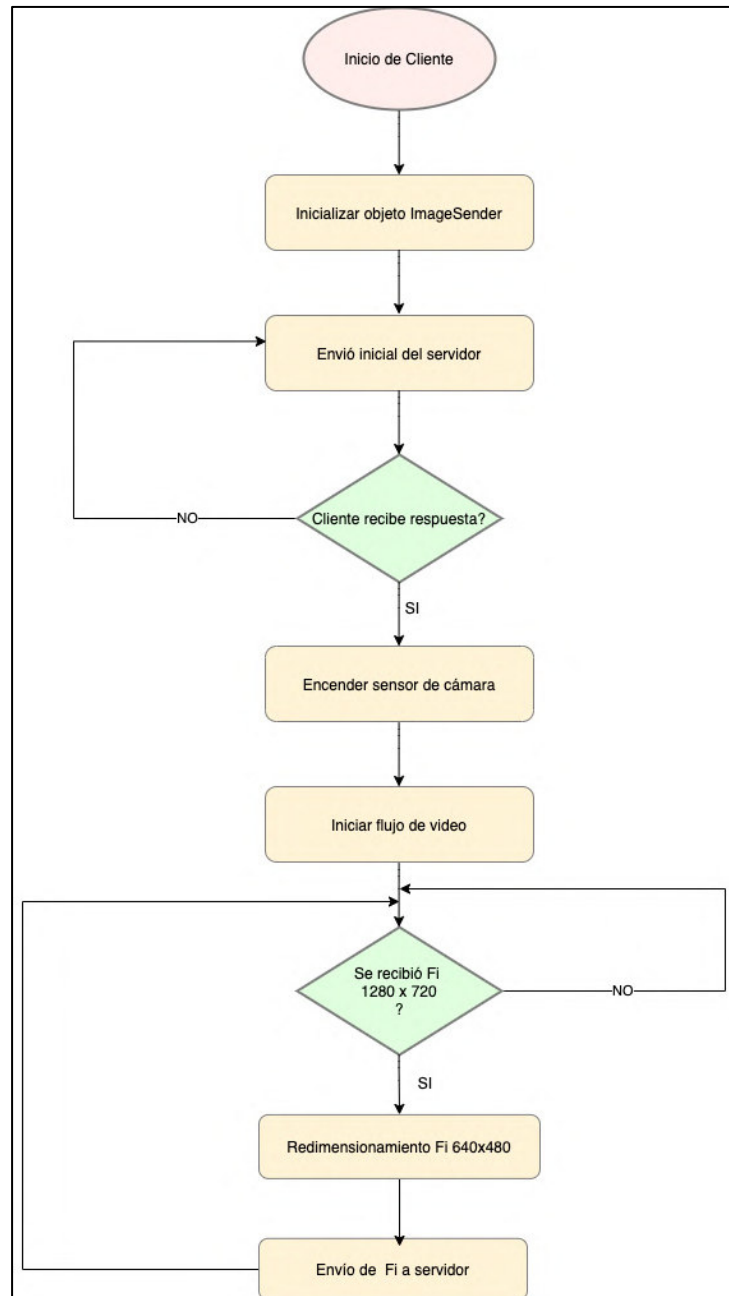 Inicio de Cliente
Inicializar objeto ImageSender
Envió inicial del servidor
Cliente recibe respuesta?
NO
SI
Encender sensor de cámara
Iniciar flujo de video
Se recibió Fi
1280 x 720
?
NO
SI
Redimensionamiento Fi 640x480
Envío de Fi a servidor